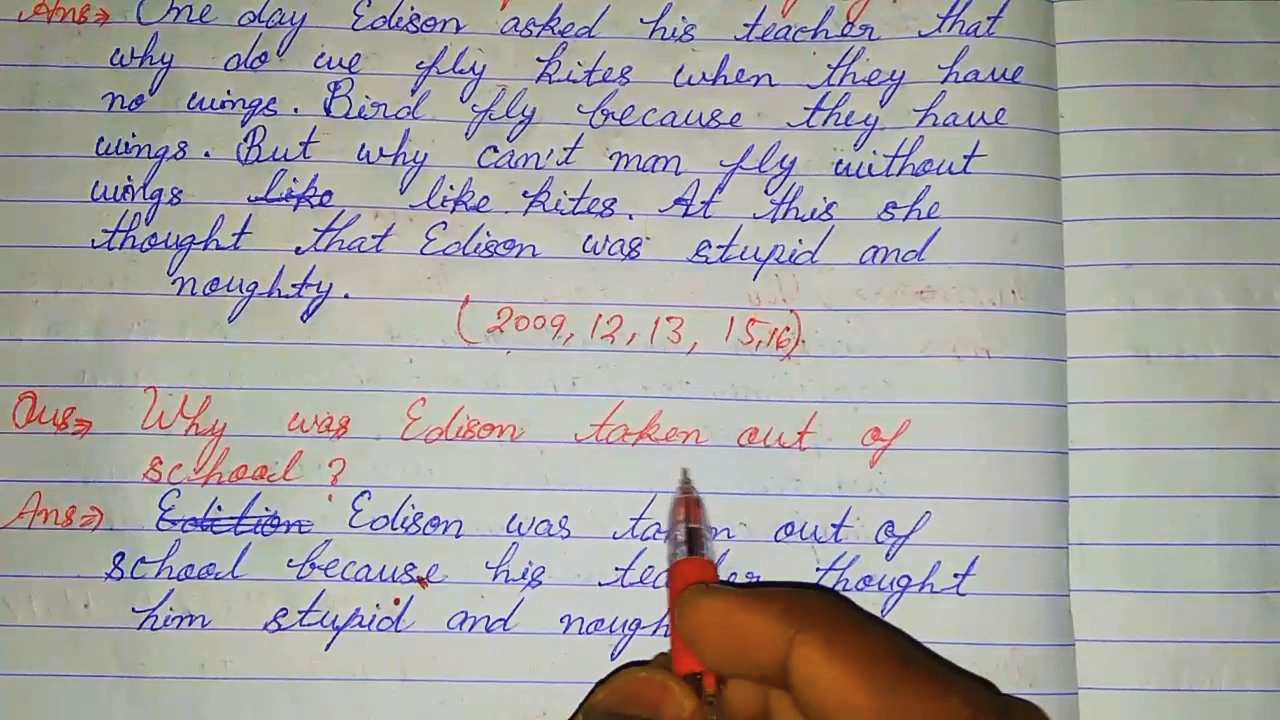 Ans⇒ One day Edison asked his teacher that
why do we fly kites when they have
no wings. Bird fly because they have
wings. But why can't man fly without
wings like like kites. At this she
thought that Edison was stupid and
noughty.
(2009, 12, 13, 15, 16).
Qus⇒ Why was Edison taken out of
school ?
Ans⇒ Edition Edison was out of
school because his thought
him stupid and